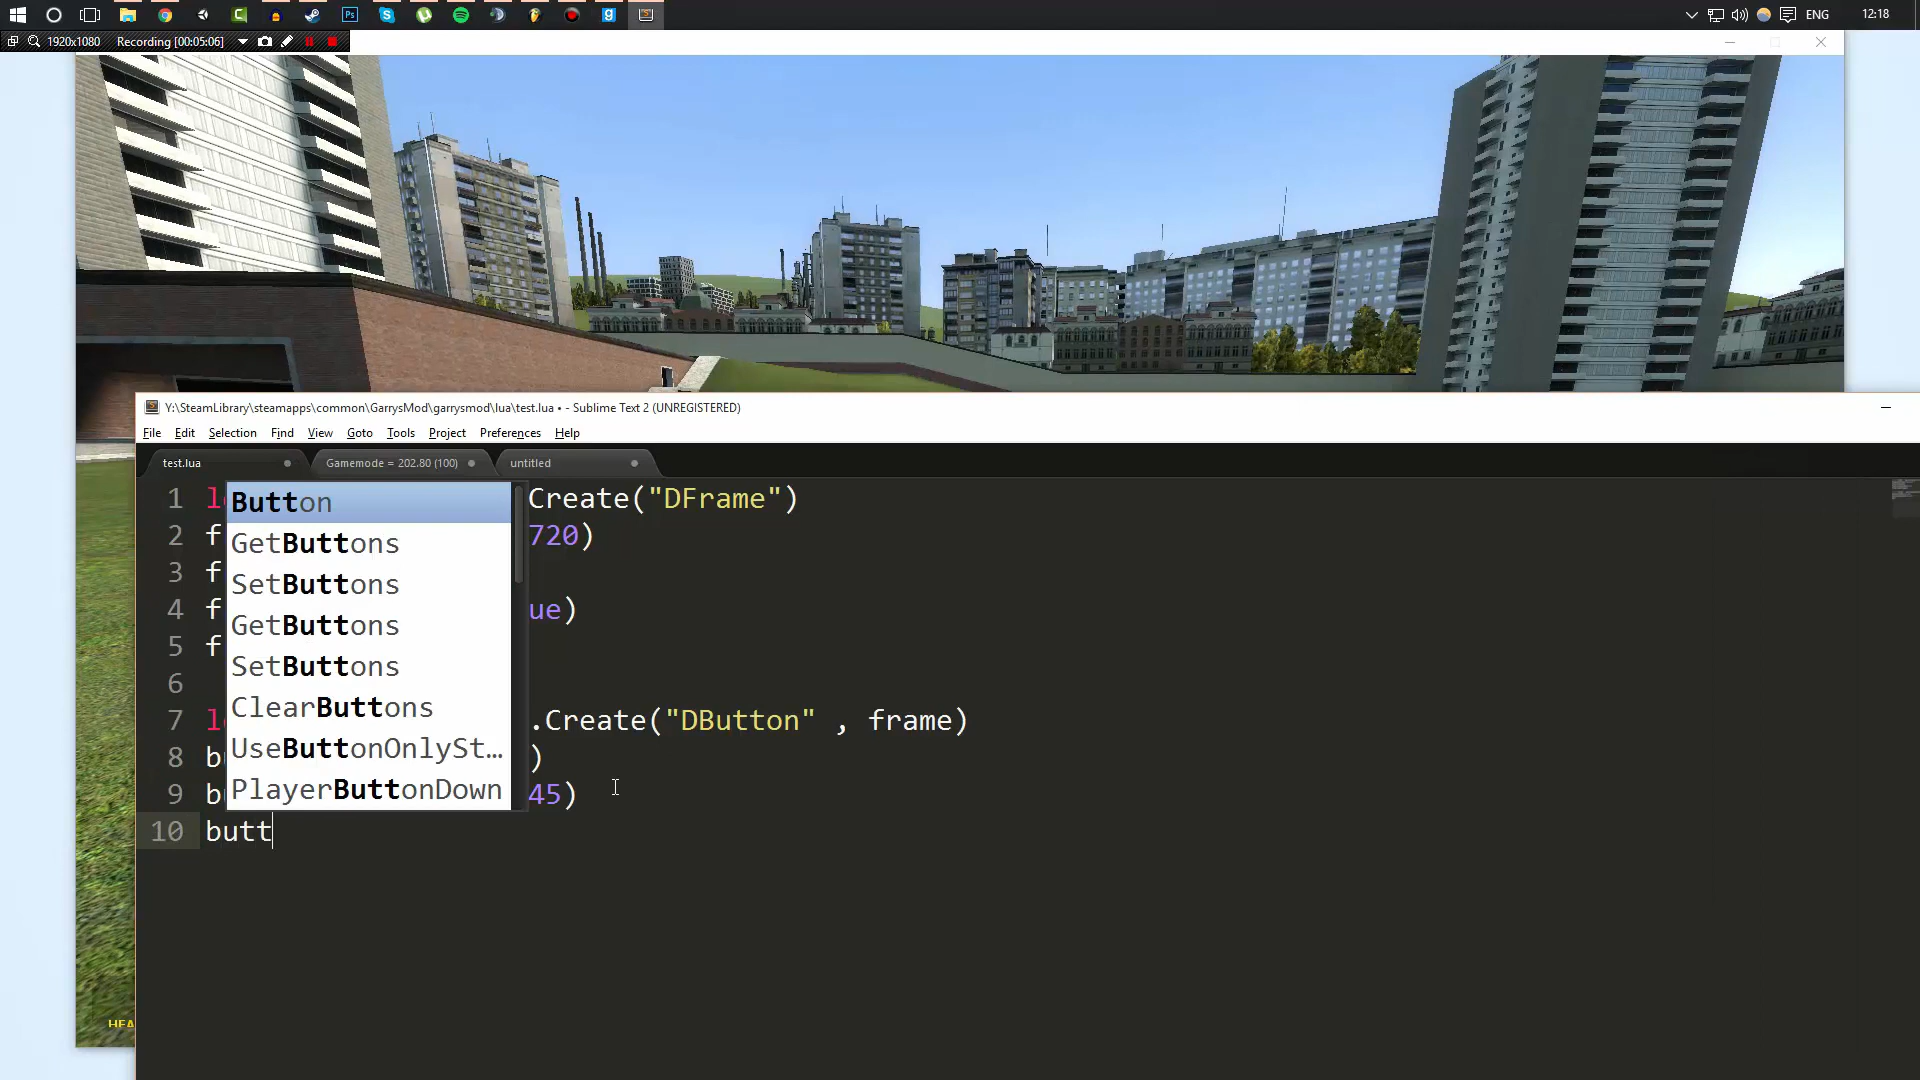 ENG
12:18
1920x1080
Recording [00:05:06]
Y:\SteamLibrary\steamapps\common\GarrysMod\garrysmod\lua\test.lua • - Sublime Text 2 (UNREGISTERED)
File Edit Selection Find View Goto Tools Project Preferences Help
test.lua
Gamemode = 202.80 (100)
untitled
1 l Create("DFrame")
2 f 720)
3 f
4 f ue)
5 f
6
7 l .Create("DButton" , frame)
8 b )
9 b 45)
10 butt
Button
GetButtons
SetButtons
GetButtons
SetButtons
ClearButtons
UseButtonOnlySt...
PlayerButtonDown
HEA